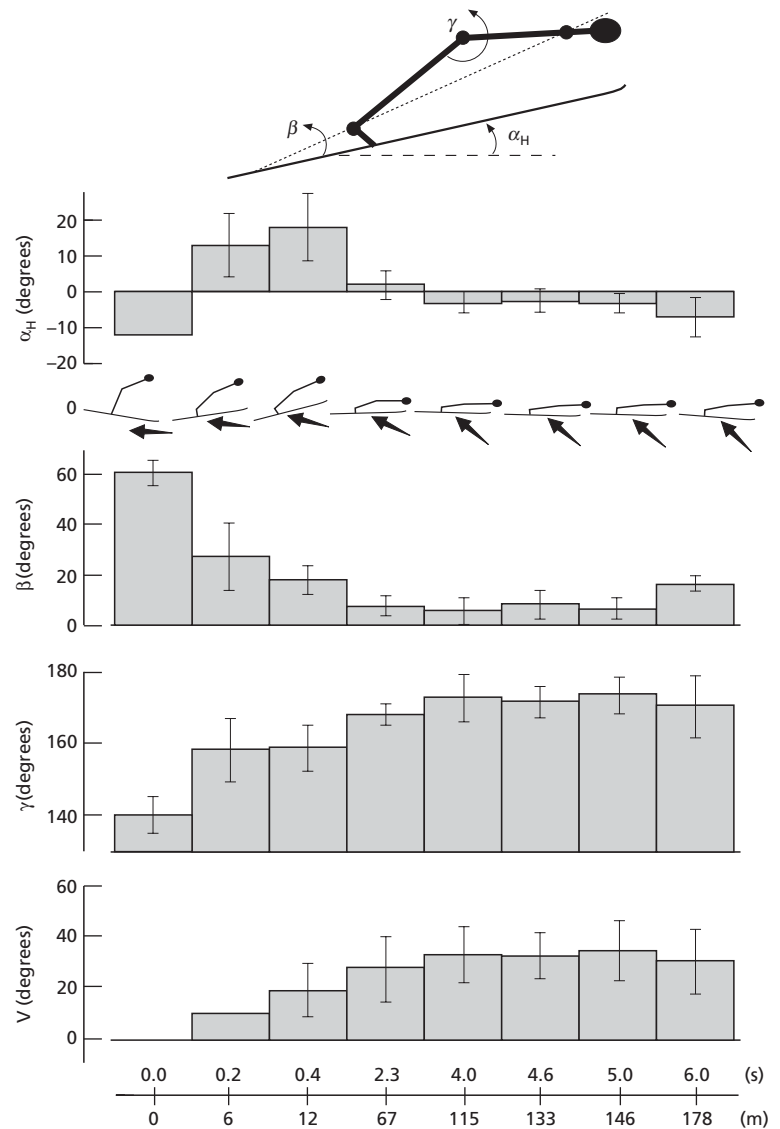 γ
β
α_H
α_H (degrees)
20
10
0
−10
−20
0
β (degrees)
60
40
20
0
γ (degrees)
180
160
140
V (degrees)
60
40
20
0
0.0 0.2 0.4 2.3 4.0 4.6 5.0 6.0 (s)
0 6 12 67 115 133 146 178 (m)